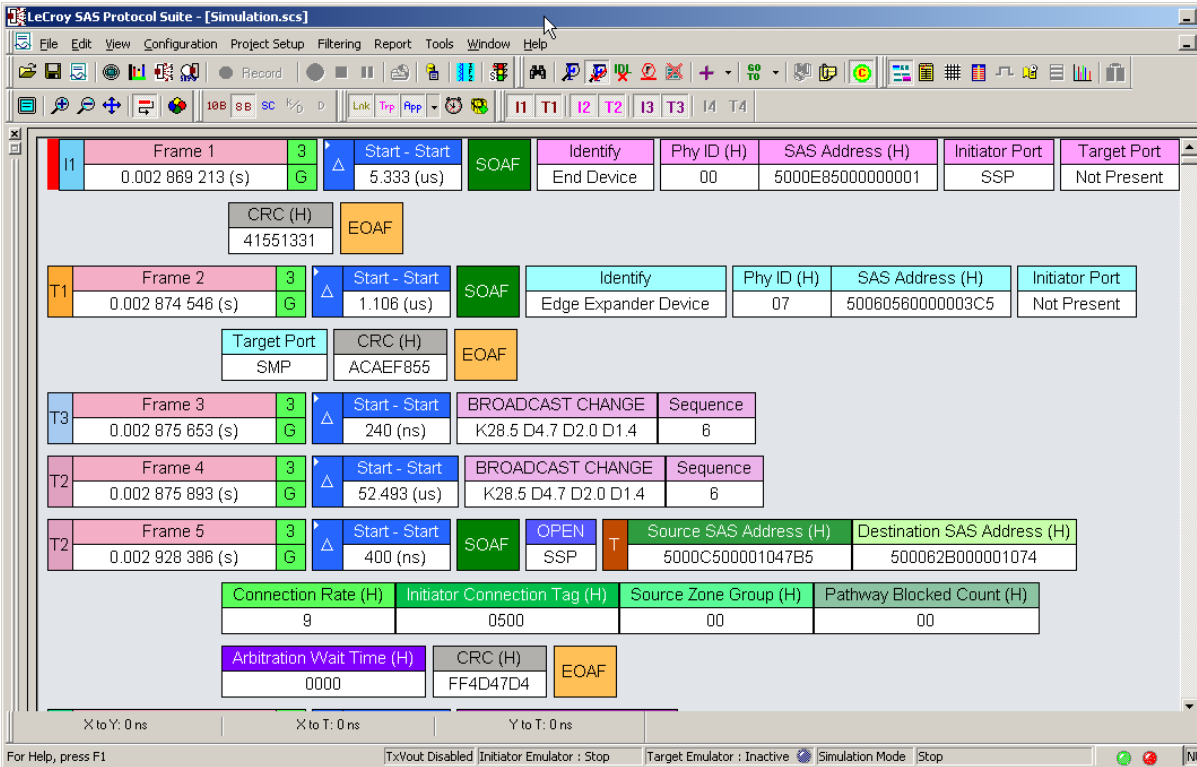 LeCroy SAS Protocol Suite - [Simulation.scs]
File Edit View Configuration Project Setup Filtering Report Tools Window Help
Record IDL GO TO
10B 8B SC K/D D Lnk Trp App I1 T1 I2 T2 I3 T3 I4 T4
I1 Frame 1 3 Δ Start - Start SOAF Identify Phy ID (H) SAS Address (H) Initiator Port Target Port
0.002 869 213 (s) G 5.333 (us) End Device 00 5000E85000000001 SSP Not Present
CRC (H) EOAF
41551331
T1 Frame 2 3 Δ Start - Start SOAF Identify Phy ID (H) SAS Address (H) Initiator Port
0.002 874 546 (s) G 1.106 (us) Edge Expander Device 07 50060560000003C5 Not Present
Target Port CRC (H) EOAF
SMP ACAEF855
T3 Frame 3 3 Δ Start - Start BROADCAST CHANGE Sequence
0.002 875 653 (s) G 240 (ns) K28.5 D4.7 D2.0 D1.4 6
T2 Frame 4 3 Δ Start - Start BROADCAST CHANGE Sequence
0.002 875 893 (s) G 52.493 (us) K28.5 D4.7 D2.0 D1.4 6
T2 Frame 5 3 Δ Start - Start SOAF OPEN T Source SAS Address (H) Destination SAS Address (H)
0.002 928 386 (s) G 400 (ns) SSP 5000C500001047B5 500062B000001074
Connection Rate (H) Initiator Connection Tag (H) Source Zone Group (H) Pathway Blocked Count (H)
9 0500 00 00
Arbitration Wait Time (H) CRC (H) EOAF
0000 FF4D47D4
X to Y: 0 ns X to T: 0 ns Y to T: 0 ns
For Help, press F1 TxVout Disabled Initiator Emulator : Stop Target Emulator : Inactive Simulation Mode Stop